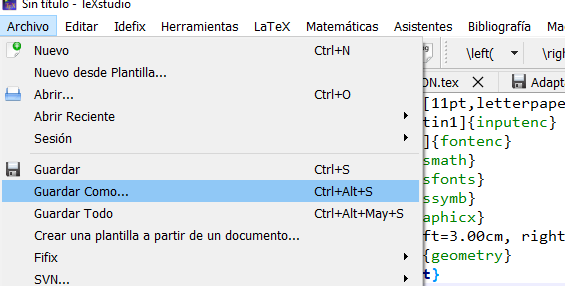 Sin título - TeXstudio
Archivo Editar Idefix Herramientas LaTeX Matemáticas Asistentes Bibliografía
Nuevo Ctrl+N
\left(
Nuevo desde Plantilla...
Abrir... Ctrl+O
ON.tex Adapta
Abrir Reciente
[11pt,letterpape
Sesión
tin1]{inputenc}
]{fontenc}
Guardar Ctrl+S
smath}
Guardar Como... Ctrl+Alt+S
sfonts}
Guardar Todo Ctrl+Alt+May+S
ssymb}
aphicx}
Crear una plantilla a partir de un documento...
ft=3.00cm, right
Fifix
{geometry}
SVN...
t}